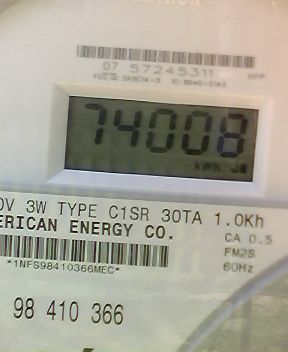 07 57245311
74008
kWh
0V 3W TYPE C1SR 30TA 1.0Kh
ERICAN ENERGY CO.
CA 0.5
FM2S
*1NFS98410366MEC*
60Hz
98 410 366